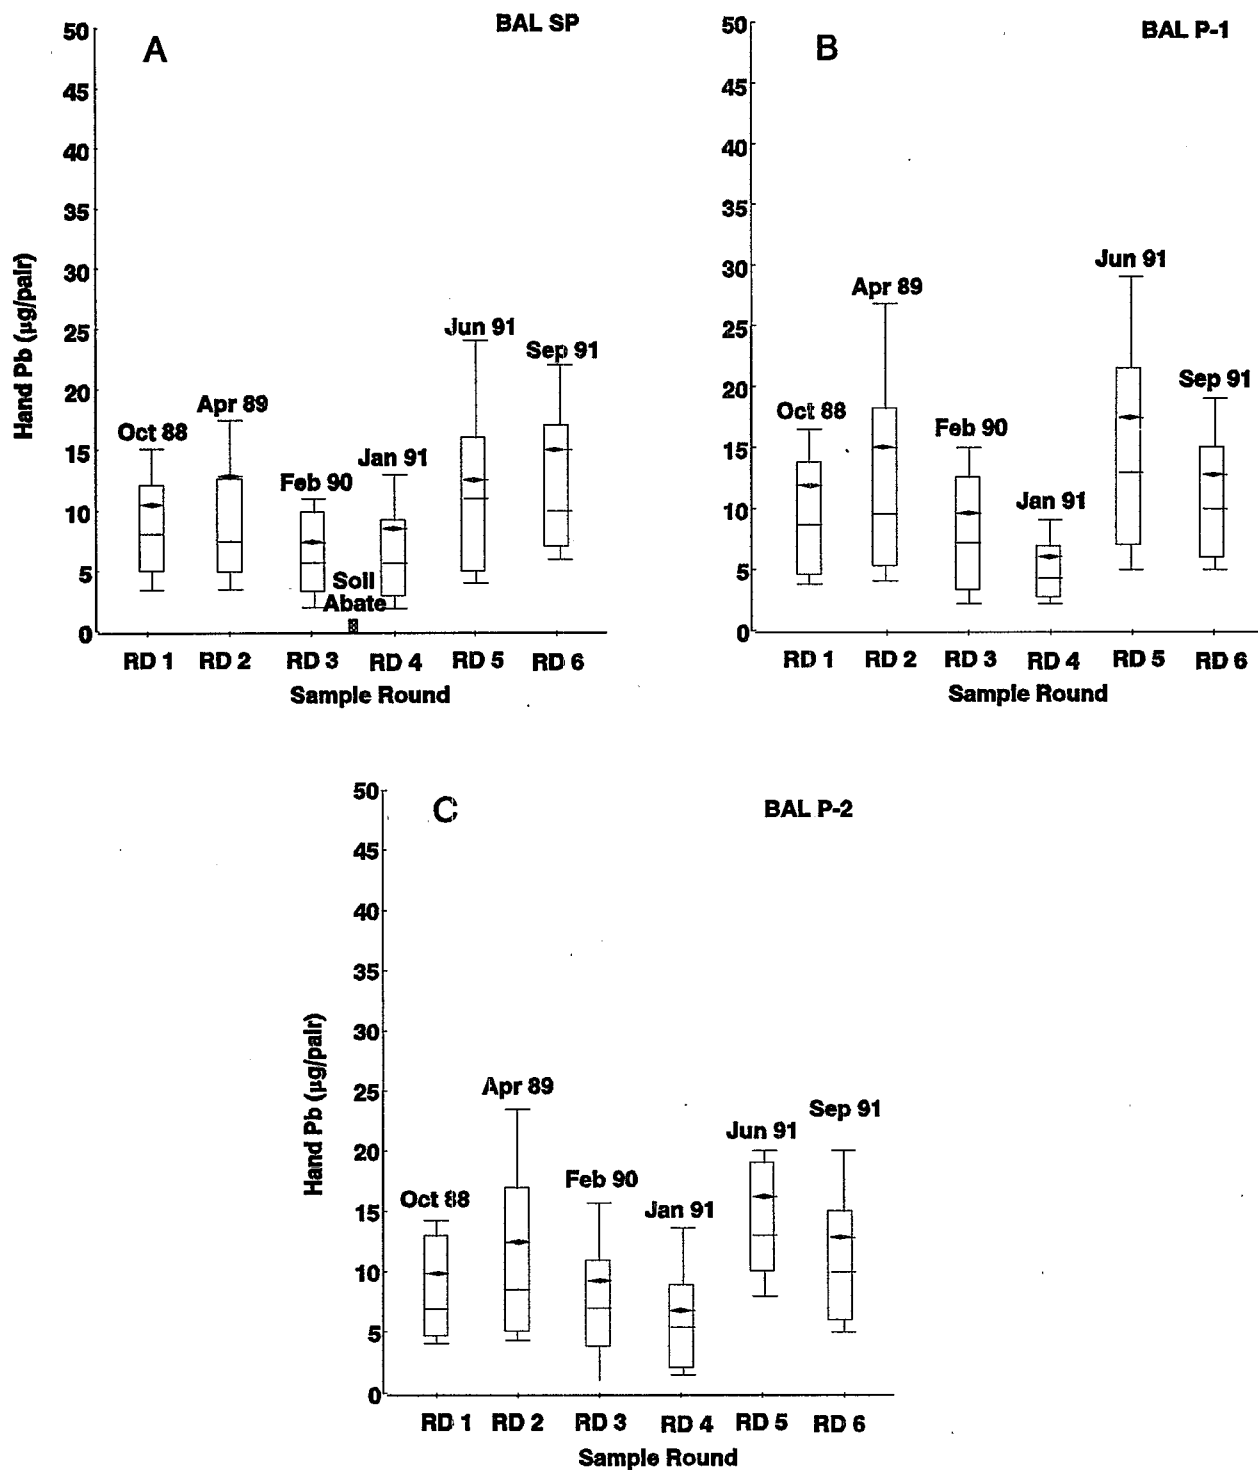 A
BAL SP
50
45
40
35
30
25
20
15
10
5
0
Hand Pb (µg/pair)
Oct 88
Apr 89
Feb 90
Jan 91
Jun 91
Sep 91
Soil
Abate
RD 1 RD 2 RD 3 RD 4 RD 5 RD 6
Sample Round
B
BAL P-1
50
45
40
35
30
25
20
15
10
5
0
Oct 88
Apr 89
Feb 90
Jan 91
Jun 91
Sep 91
RD 1 RD 2 RD 3 RD 4 RD 5 RD 6
Sample Round
C
BAL P-2
50
45
40
35
30
25
20
15
10
5
0
Hand Pb (µg/pair)
Oct 88
Apr 89
Feb 90
Jan 91
Jun 91
Sep 91
RD 1 RD 2 RD 3 RD 4 RD 5 RD 6
Sample Round